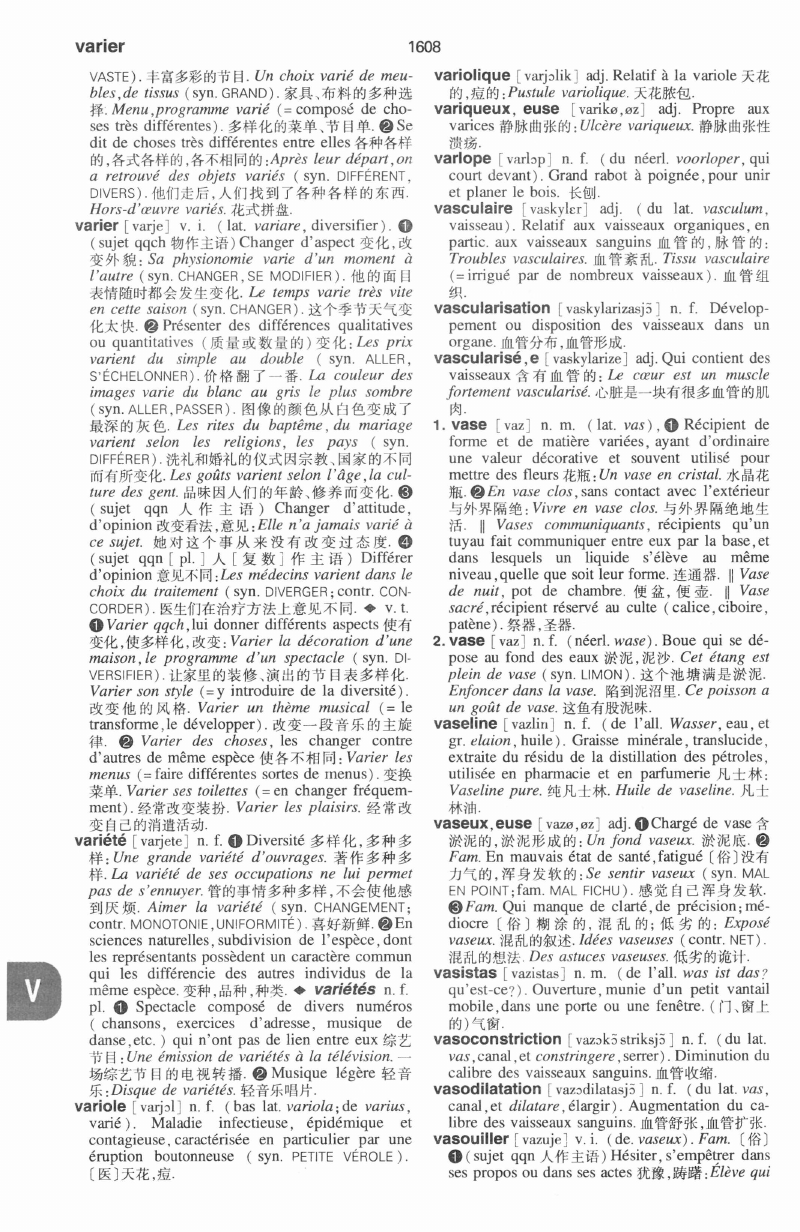 varier
1608
VASTE). 丰富多彩的节目. Un choix varié de meu-
bles, de tissus (syn. GRAND). 家具、布料的多种选
择. Menu, programme varié (= composé de cho-
ses très différentes). 多样化的菜单、节目单. ❷ Se
dit de choses très différentes entre elles 各种各样
的,各式各样的,各不相同的: Après leur départ, on
a retrouvé des objets variés (syn. DIFFÉRENT,
DIVERS). 他们走后,人们找到了各种各样的东西.
Hors-d'œuvre variés. 花式拼盘.
varier [varje] v. i. (lat. variare, diversifier). ❶
(sujet qqch 物作主语) Changer d'aspect 变化,改
变外貌: Sa physionomie varie d'un moment à
l'autre (syn. CHANGER, SE MODIFIER). 他的面目
表情随时都会发生变化. Le temps varie très vite
en cette saison (syn. CHANGER). 这个季节天气变
化太快. ❷ Présenter des différences qualitatives
ou quantitatives (质量或数量的)变化: Les prix
varient du simple au double (syn. ALLER,
S'ÉCHELONNER). 价格翻了一番. La couleur des
images varie du blanc au gris le plus sombre
(syn. ALLER, PASSER). 图像的颜色从白色变成了
最深的灰色. Les rites du baptême, du mariage
varient selon les religions, les pays (syn.
DIFFÉRER). 洗礼和婚礼的仪式因宗教、国家的不同
而有所变化. Les goûts varient selon l'âge, la cul-
ture des gent. 品味因人们的年龄、修养而变化. ❸
(sujet qqn 人作主语) Changer d'attitude,
d'opinion 改变看法,意见: Elle n'a jamais varié à
ce sujet. 她对这个事从来没有改变过态度. ❹
(sujet qqn [pl.] 人[复数]作主语) Différer
d'opinion 意见不同: Les médecins varient dans le
choix du traitement (syn. DIVERGER; contr. CON-
CORDER). 医生们在治疗方法上意见不同. ◆ v. t.
❶ Varier qqch, lui donner différents aspects 使有
变化,使多样化,改变: Varier la décoration d'une
maison, le programme d'un spectacle (syn. DI-
VERSIFIER). 让家里的装修、演出的节目表多样化.
Varier son style (= y introduire de la diversité).
改变他的风格. Varier un thème musical (= le
transforme, le développer). 改变一段音乐的主旋
律. ❷ Varier des choses, les changer contre
d'autres de même espèce 使各不相同: Varier les
menus (= faire différentes sortes de menus). 变换
菜单. Varier ses toilettes (= en changer fréquem-
ment). 经常改变装扮. Varier les plaisirs. 经常改
变自己的消遣活动.
variété [varjete] n. f. ❶ Diversité 多样化,多种多
样: Une grande variété d'ouvrages. 著作多种多
样. La variété de ses occupations ne lui permet
pas de s'ennuyer. 管的事情多种多样,不会使他感
到厌烦. Aimer la variété (syn. CHANGEMENT;
contr. MONOTONIE, UNIFORMITÉ). 喜好新鲜. ❷ En
sciences naturelles, subdivision de l'espèce, dont
les représentants possèdent un caractère commun
qui les différencie des autres individus de la
même espèce. 变种,品种,种类. ◆ variétés n. f.
pl. ❶ Spectacle composé de divers numéros
(chansons, exercices d'adresse, musique de
danse, etc.) qui n'ont pas de lien entre eux 综艺
节目: Une émission de variétés à la télévision. 一
场综艺节目的电视转播. ❷ Musique légère 轻音
乐: Disque de variétés. 轻音乐唱片.
variole [varjɔl] n. f. (bas lat. variola; de varius,
varié). Maladie infectieuse, épidémique et
contagieuse, caractérisée en particulier par une
éruption boutonneuse (syn. PETITE VÉROLE).
〔医〕天花,痘.
V
variolique [varjɔlik] adj. Relatif à la variole 天花
的,痘的: Pustule variolique. 天花脓包.
variqueux, euse [varikø, øz] adj. Propre aux
varices 静脉曲张的: Ulcère variqueux. 静脉曲张性
溃疡.
varlope [varlɔp] n. f. (du néerl. voorloper, qui
court devant). Grand rabot à poignée, pour unir
et planer le bois. 长刨.
vasculaire [vaskylɛr] adj. (du lat. vasculum,
vaisseau). Relatif aux vaisseaux organiques, en
partic. aux vaisseaux sanguins 血管的,脉管的:
Troubles vasculaires. 血管紊乱. Tissu vasculaire
(= irrigué par de nombreux vaisseaux). 血管组
织.
vascularisation [vaskylarizasjɔ̃] n. f. Dévelop-
pement ou disposition des vaisseaux dans un
organe. 血管分布,血管形成.
vascularisé, e [vaskylarize] adj. Qui contient des
vaisseaux 含有血管的: Le cœur est un muscle
fortement vascularisé. 心脏是一块有很多血管的肌
肉.
1. vase [vaz] n. m. (lat. vas), ❶ Récipient de
forme et de matière variées, ayant d'ordinaire
une valeur décorative et souvent utilisé pour
mettre des fleurs 花瓶: Un vase en cristal. 水晶花
瓶. ❷ En vase clos, sans contact avec l'extérieur
与外界隔绝: Vivre en vase clos. 与外界隔绝地生
活. ‖ Vases communiquants, récipients qu'un
tuyau fait communiquer entre eux par la base, et
dans lesquels un liquide s'élève au même
niveau, quelle que soit leur forme. 连通器. ‖ Vase
de nuit, pot de chambre. 便盆,便壶. ‖ Vase
sacré, récipient réservé au culte (calice, ciboire,
patène). 祭器,圣器.
2. vase [vaz] n. f. (néerl. wase). Boue qui se dé-
pose au fond des eaux 淤泥,泥沙. Cet étang est
plein de vase (syn. LIMON). 这个池塘满是淤泥.
Enfoncer dans la vase. 陷到泥沼里. Ce poisson a
un goût de vase. 这鱼有股泥味.
vaseline [vazlin] n. f. (de l'all. Wasser, eau, et
gr. elaion, huile). Graisse minérale, translucide,
extraite du résidu de la distillation des pétroles,
utilisée en pharmacie et en parfumerie 凡士林:
Vaseline pure. 纯凡士林. Huile de vaseline. 凡士
林油.
vaseux, euse [vazø, øz] adj. ❶ Chargé de vase 含
淤泥的,淤泥形成的: Un fond vaseux. 淤泥底. ❷
Fam. En mauvais état de santé, fatigué〔俗〕没有
力气的,浑身发软的: Se sentir vaseux (syn. MAL
EN POINT; fam. MAL FICHU). 感觉自己浑身发软.
❸ Fam. Qui manque de clarté, de précision; mé-
diocre〔俗〕糊涂的,混乱的;低劣的: Exposé
vaseux. 混乱的叙述. Idées vaseuses (contr. NET).
混乱的想法. Des astuces vaseuses. 低劣的诡计.
vasistas [vazistas] n. m. (de l'all. was ist das?
qu'est-ce?). Ouverture, munie d'un petit vantail
mobile, dans une porte ou une fenêtre. (门、窗上
的)气窗.
vasoconstriction [vazɔkɔ̃striksjɔ̃] n. f. (du lat.
vas, canal, et constringere, serrer). Diminution du
calibre des vaisseaux sanguins. 血管收缩.
vasodilatation [vazɔdilatasjɔ̃] n. f. (du lat. vas,
canal, et dilatare, élargir). Augmentation du ca-
libre des vaisseaux sanguins. 血管舒张,血管扩张.
vasouiller [vazuje] v. i. (de. vaseux). Fam. 〔俗〕
❶ (sujet qqn 人作主语) Hésiter, s'empêtrer dans
ses propos ou dans ses actes 犹豫,踌躇: Élève qui